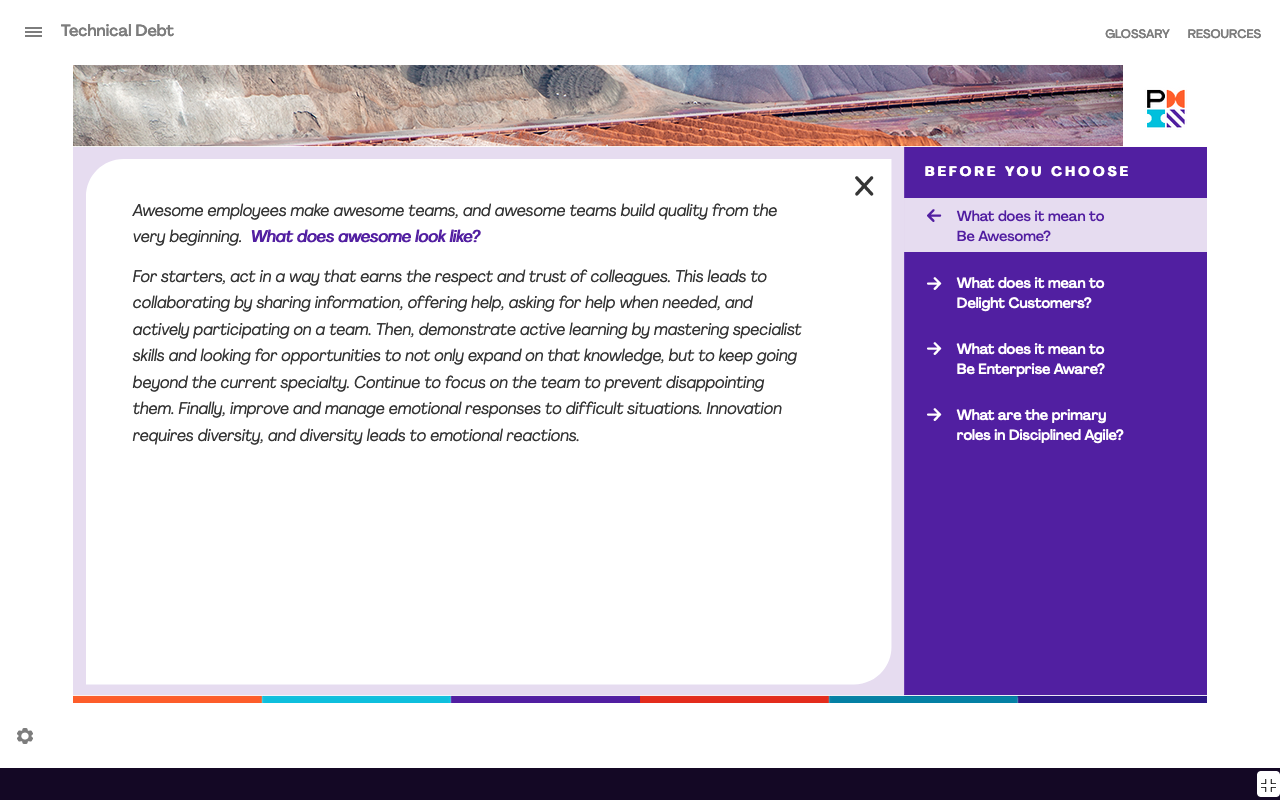 Technical Debt
GLOSSARY
RESOURCES
Awesome employees make awesome teams, and awesome teams build quality from the
very beginning. What does awesome look like?
For starters, act in a way that earns the respect and trust of colleagues. This leads to
collaborating by sharing information, offering help, asking for help when needed, and
actively participating on a team. Then, demonstrate active learning by mastering specialist
skills and looking for opportunities to not only expand on that knowledge, but to keep going
beyond the current specialty. Continue to focus on the team to prevent disappointing
them. Finally, improve and manage emotional responses to difficult situations. Innovation
requires diversity, and diversity leads to emotional reactions.
BEFORE YOU CHOOSE
What does it mean to
Be Awesome?
What does it mean to
Delight Customers?
What does it mean to
Be Enterprise Aware?
What are the primary
roles in Disciplined Agile?